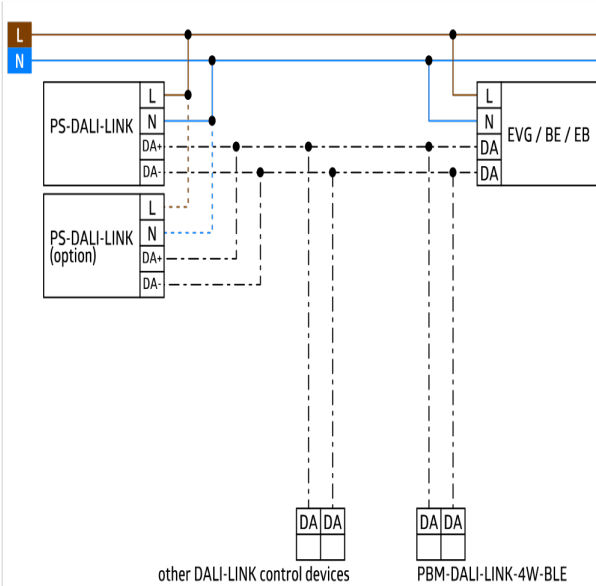 L
N
PS-DALI-LINK
L
N
DA+
DA-
EVG / BE / EB
L
N
DA
DA
PS-DALI-LINK
(option)
L
N
DA+
DA-
DA DA
DA DA
other DALI-LINK control devices
PBM-DALI-LINK-4W-BLE